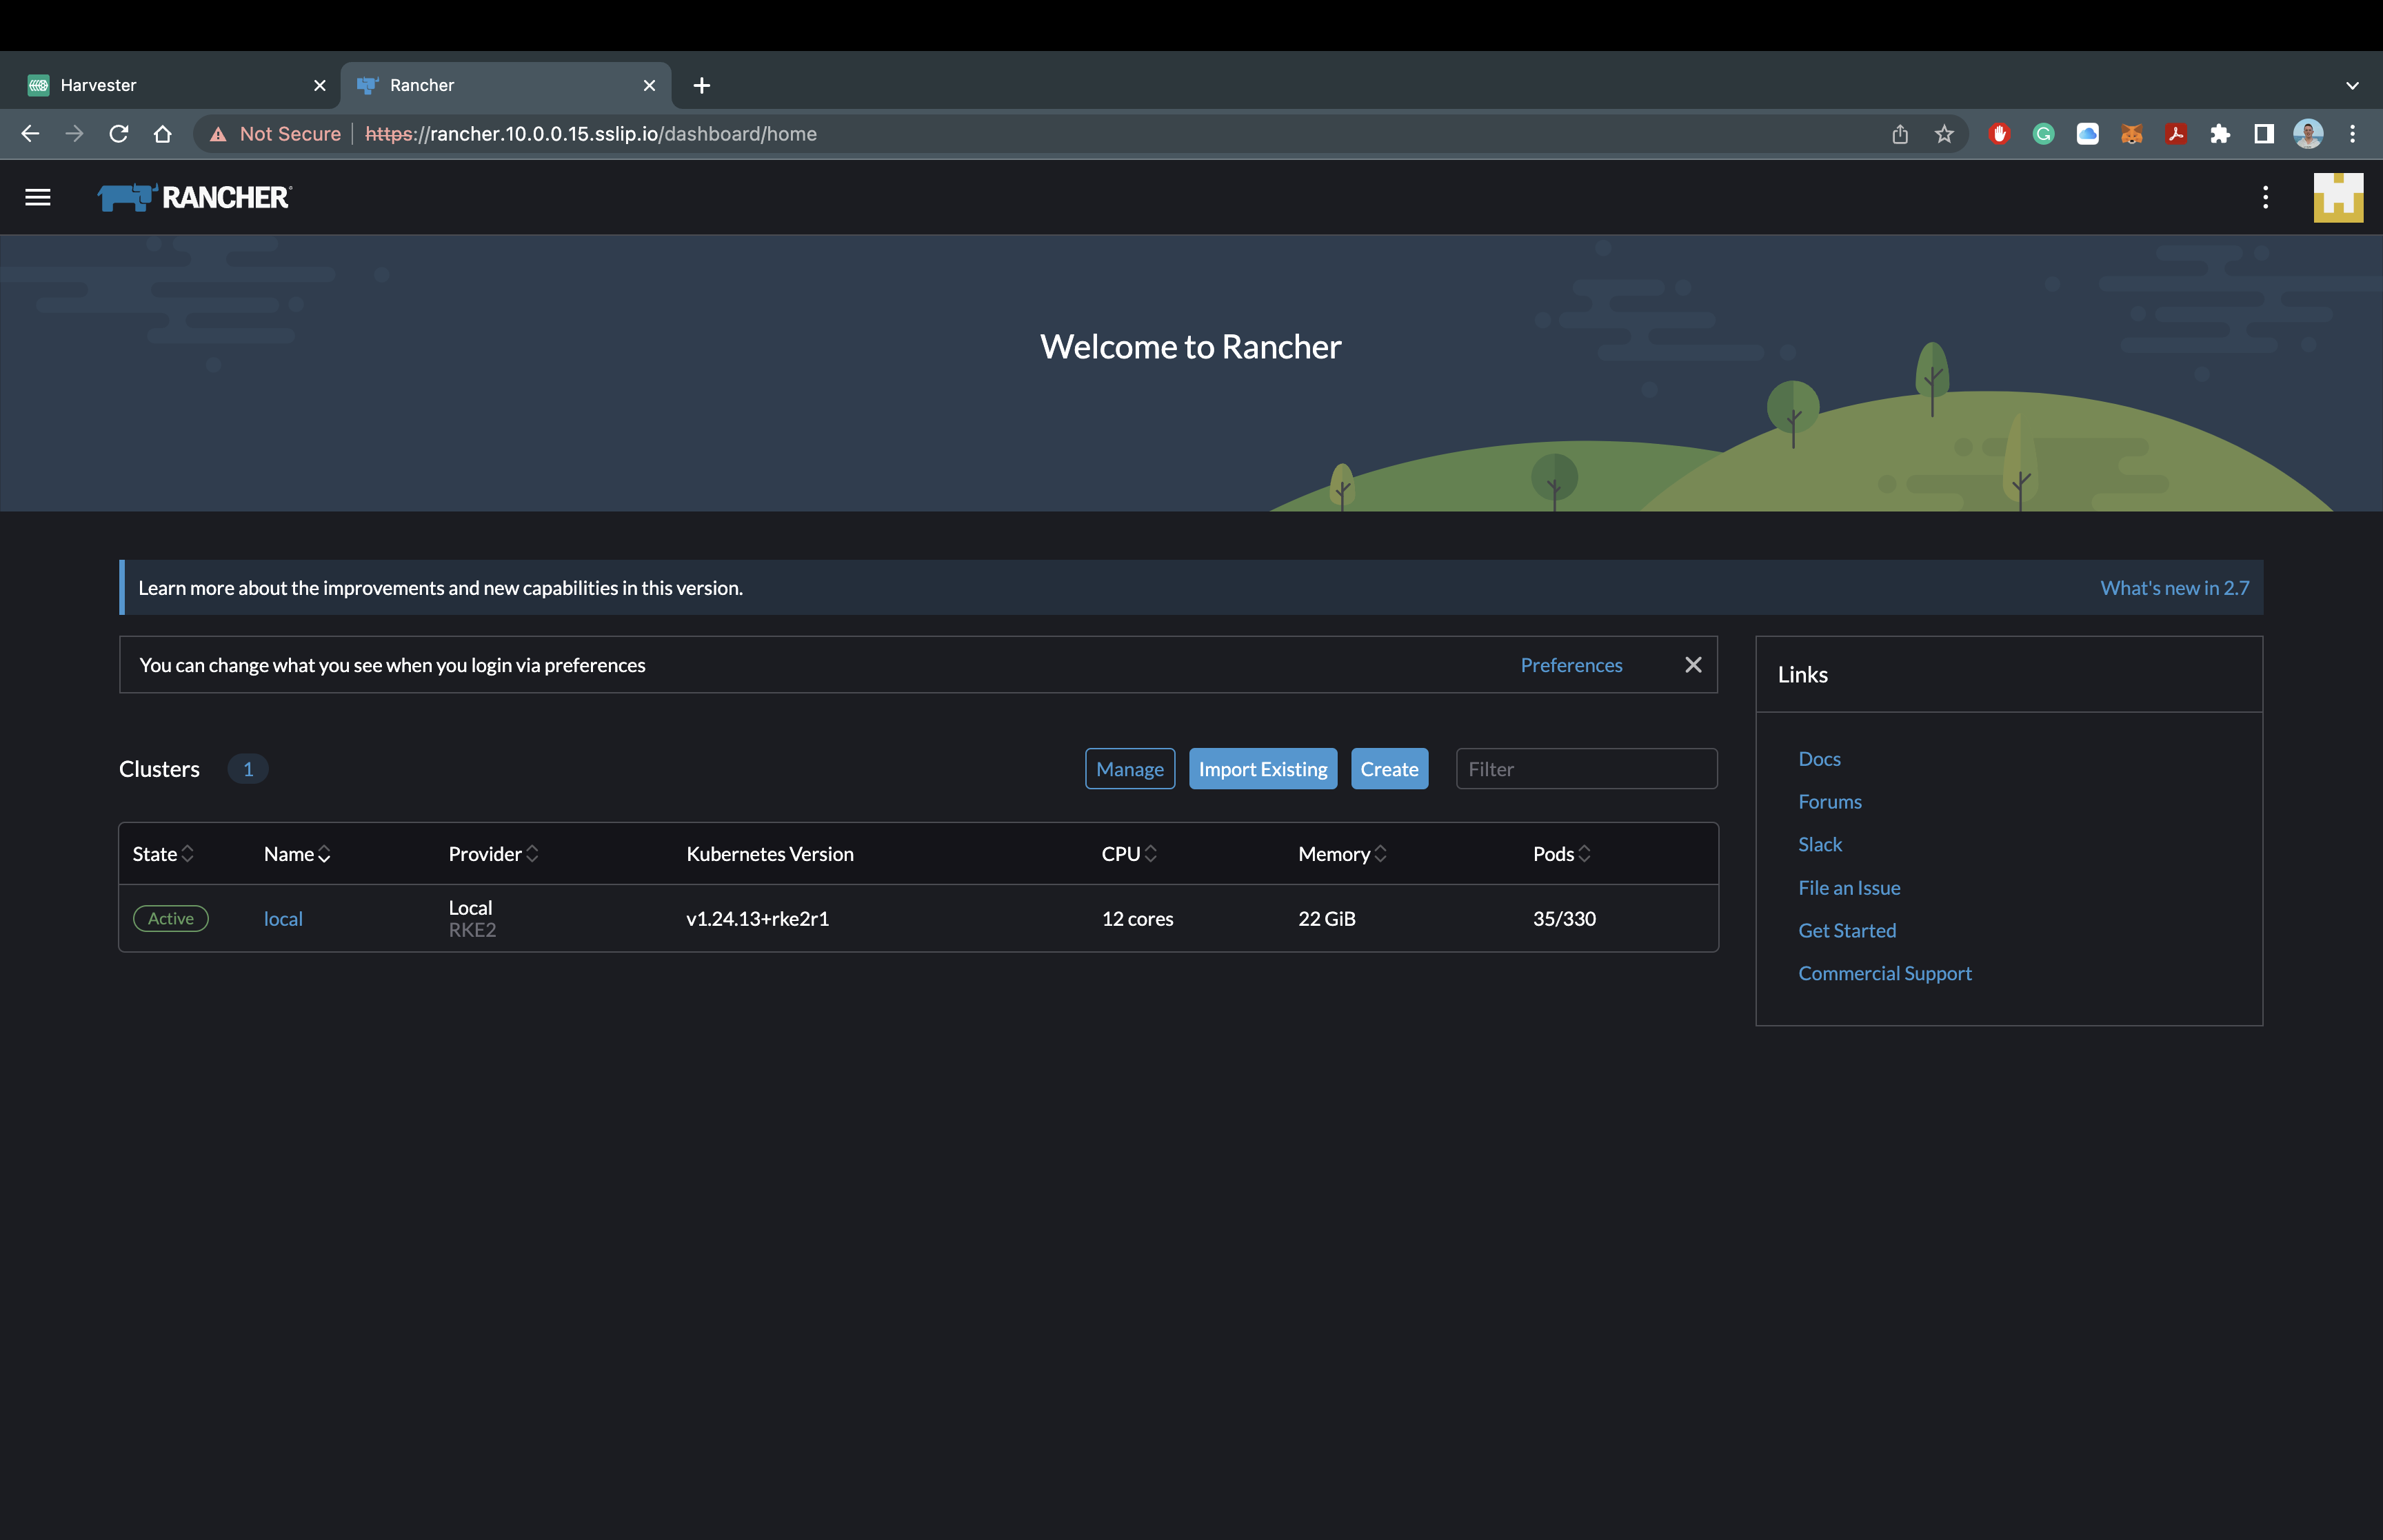 Harvester
Rancher
Not Secure
https://rancher.10.0.0.15.sslip.io/dashboard/home
RANCHER
Welcome to Rancher
Learn more about the improvements and new capabilities in this version.
What's new in 2.7
You can change what you see when you login via preferences
Preferences
Links
Docs
Forums
Slack
File an Issue
Get Started
Commercial Support
Clusters 1
Manage Import Existing Create Filter
State Name Provider Kubernetes Version CPU Memory Pods
Active local Local v1.24.13+rke2r1 12 cores 22 GiB 35/330
RKE2